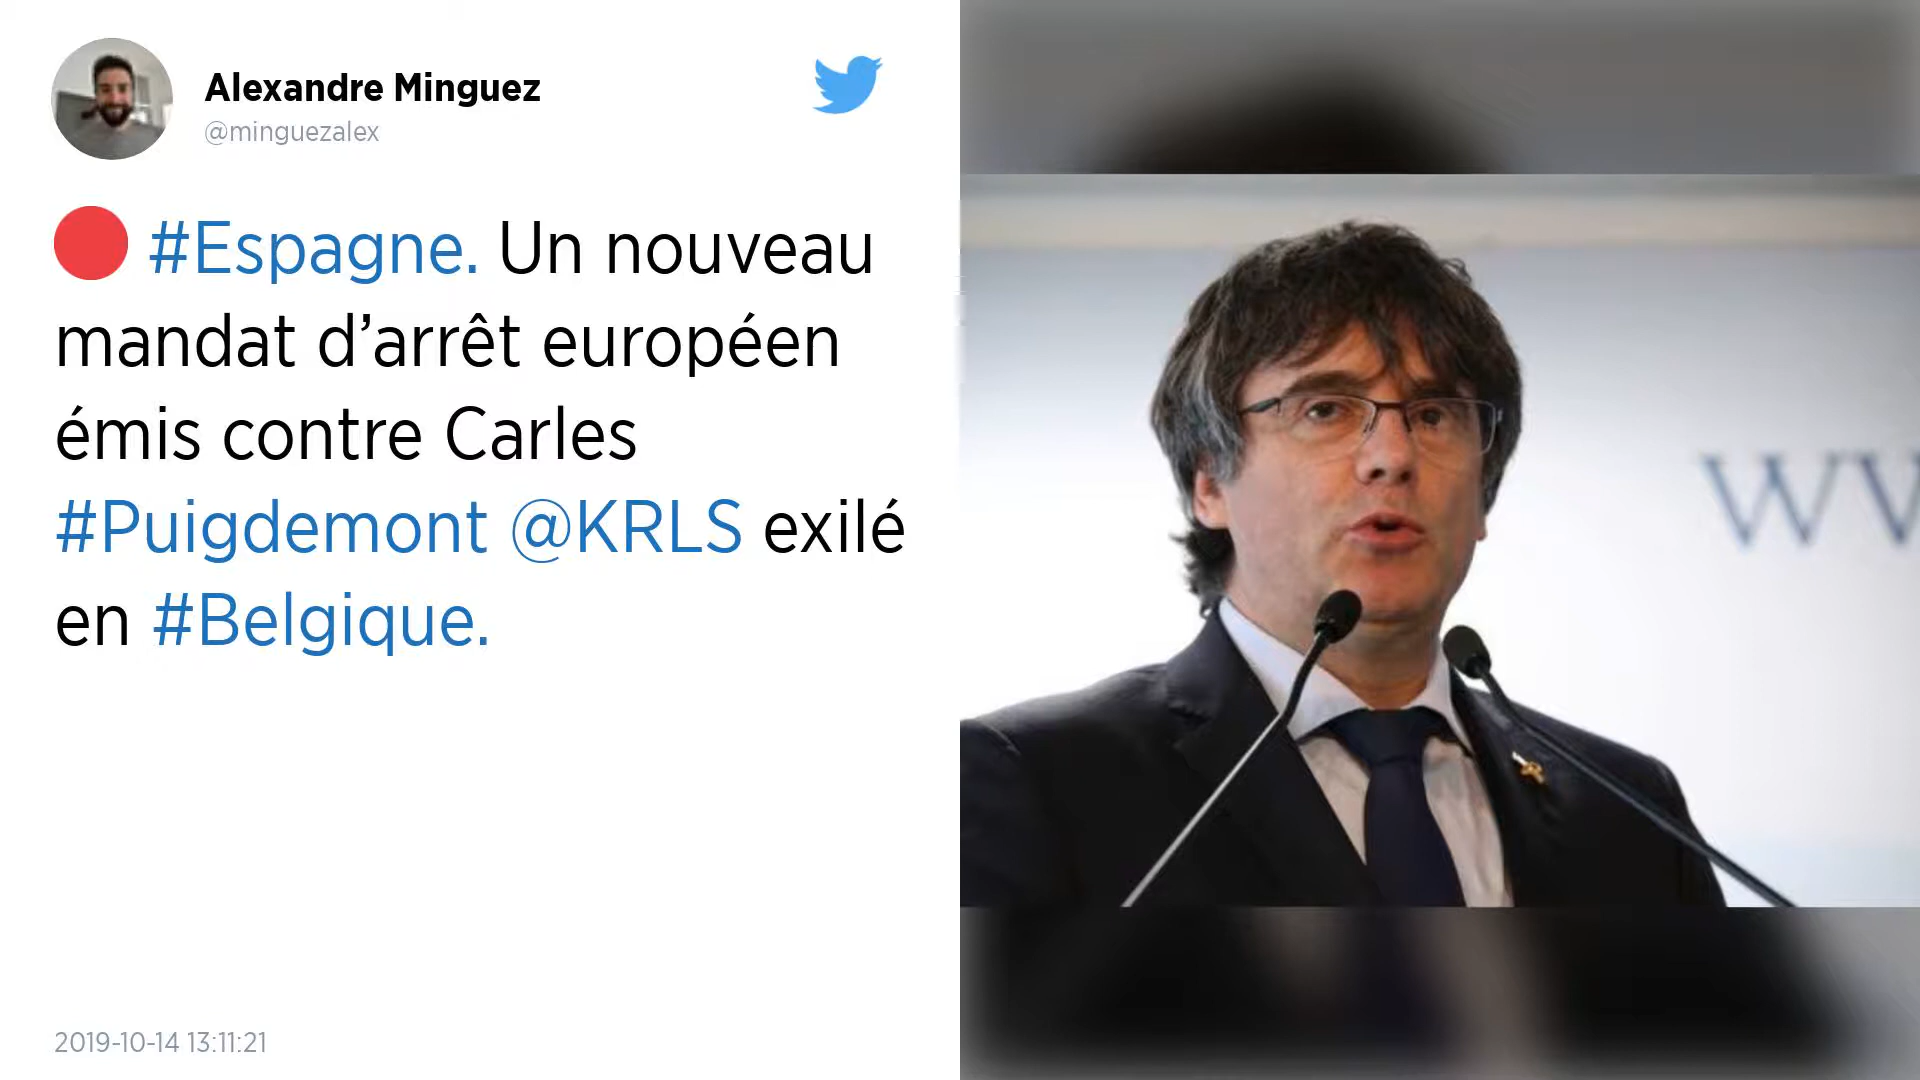 Alexandre Minguez
@minguezalex
🔴 #Espagne. Un nouveau
mandat d’arrêt européen
émis contre Carles
#Puigdemont @KRLS exilé
en #Belgique.
2019-10-14 13:11:21